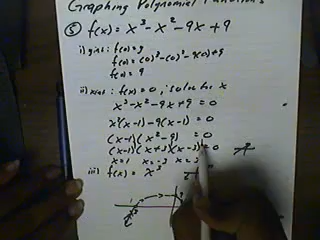 Graphing Polynomial Functions
⑤ f(x) = x³ - x² - 9x + 9
i) y int: f(0) = 9
f(0) = (0)³ - (0)² - 9(0) + 9
f(0) = 9
ii) x int: f(x) = 0, solve for x
x³ - x² - 9x + 9 = 0
x²(x-1) - 9(x-1) = 0
(x-1)(x² - 9) = 0
(x-1)(x+3)(x-3) = 0
x = 1 x = -3 x = 3
iii) f(x) = x³